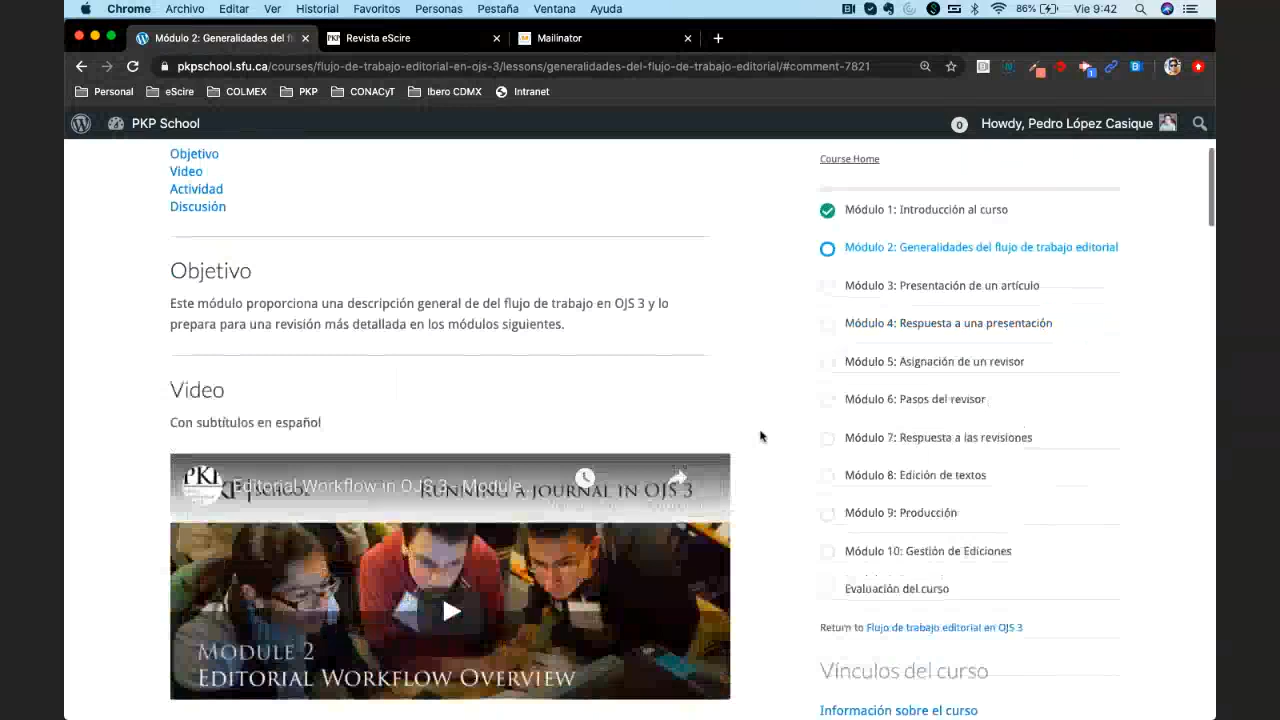 Chrome Archivo Editar Ver Historial Favoritos Personas Pestaña Ventana Ayuda 86% Vie 9:42
Módulo 2: Generalidades del fl Revista eScire Mailinator
pkpschool.sfu.ca/courses/flujo-de-trabajo-editorial-en-ojs-3/lessons/generalidades-del-flujo-de-trabajo-editorial/#comment-7821
Personal eScire COLMEX PKP CONACyT Ibero CDMX Intranet
PKP School 0 Howdy, Pedro López Casique
Objetivo
Video
Actividad
Discusión
Objetivo
Este módulo proporciona una descripción general de del flujo de trabajo en OJS 3 y lo
prepara para una revisión más detallada en los módulos siguientes.
Video
Con subtítulos en español
Editorial Workflow in OJS 3 - Module...
PKP SCHOOL RUNNING A JOURNAL IN OJS 3
MODULE 2
EDITORIAL WORKFLOW OVERVIEW
Course Home
Módulo 1: Introducción al curso
Módulo 2: Generalidades del flujo de trabajo editorial
Módulo 3: Presentación de un artículo
Módulo 4: Respuesta a una presentación
Módulo 5: Asignación de un revisor
Módulo 6: Pasos del revisor
Módulo 7: Respuesta a las revisiones
Módulo 8: Edición de textos
Módulo 9: Producción
Módulo 10: Gestión de Ediciones
Evaluación del curso
Return to Flujo de trabajo editorial en OJS 3
Vínculos del curso
Información sobre el curso